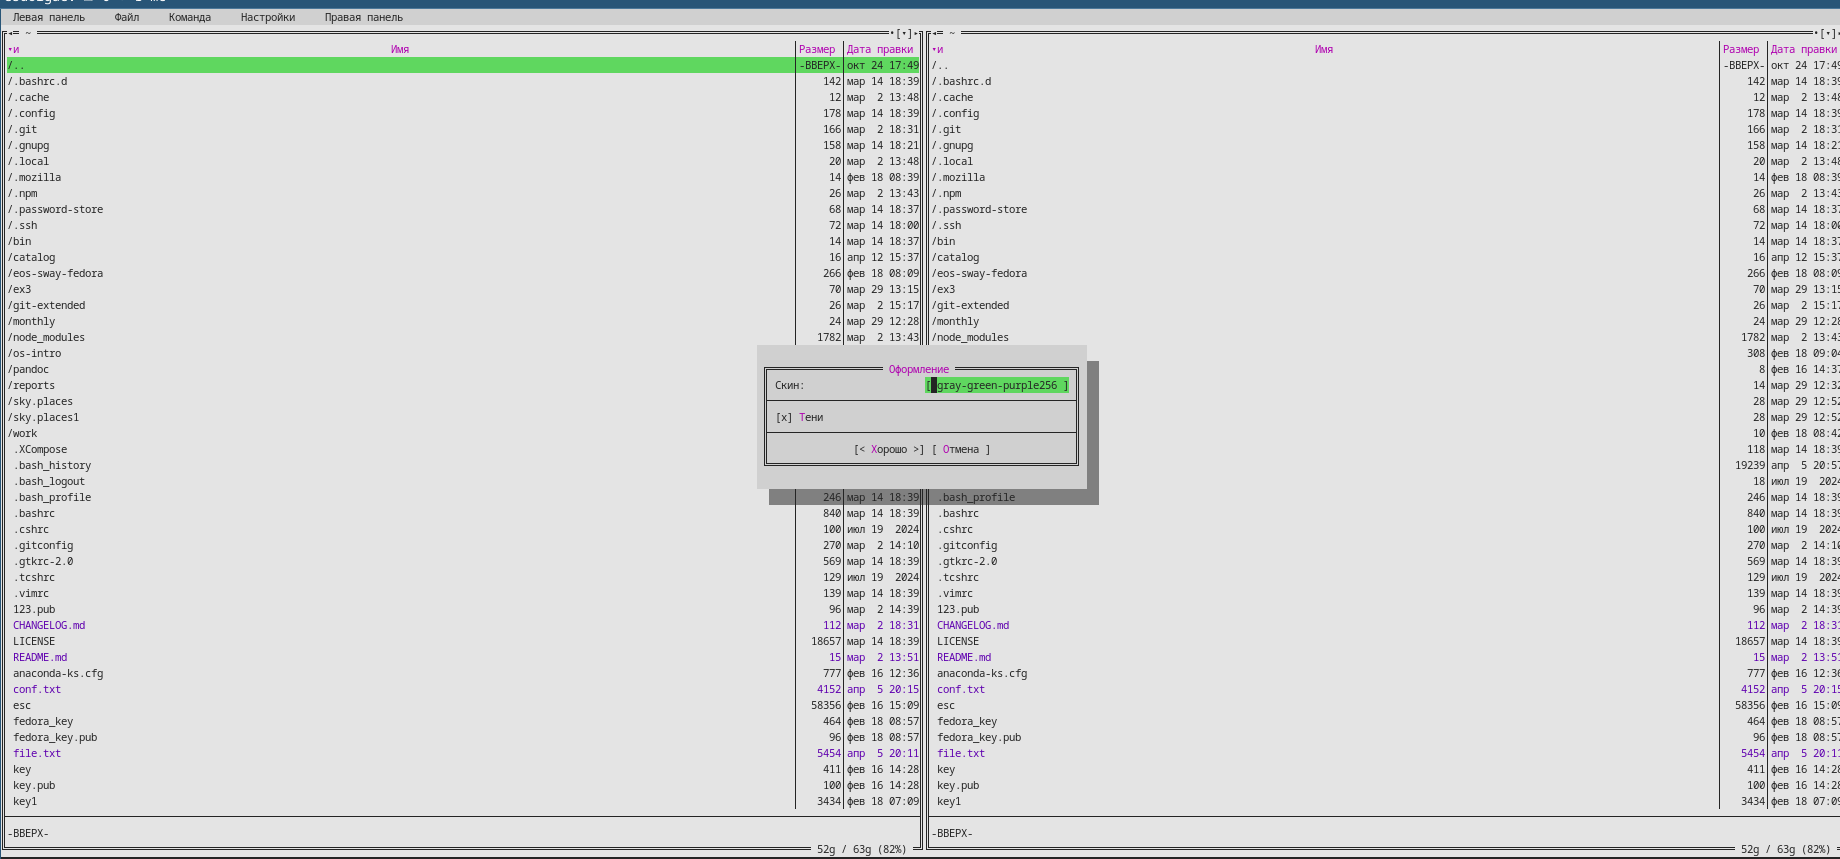 Левая панель Файл Команда Настройки Правая панель
~ [▾] ~ [▾]
и Имя Размер Дата правки и Имя Размер Дата правки
/.. -ВВЕРХ- окт 24 17:49 /.. -ВВЕРХ- окт 24 17:49
/.bashrc.d 142 мар 14 18:39 /.bashrc.d 142 мар 14 18:39
/.cache 12 мар 2 13:48 /.cache 12 мар 2 13:48
/.config 178 мар 14 18:39 /.config 178 мар 14 18:39
/.git 166 мар 2 18:31 /.git 166 мар 2 18:31
/.gnupg 158 мар 14 18:21 /.gnupg 158 мар 14 18:21
/.local 20 мар 2 13:48 /.local 20 мар 2 13:48
/.mozilla 14 фев 18 08:39 /.mozilla 14 фев 18 08:39
/.npm 26 мар 2 13:43 /.npm 26 мар 2 13:43
/.password-store 68 мар 14 18:37 /.password-store 68 мар 14 18:37
/.ssh 72 мар 14 18:00 /.ssh 72 мар 14 18:00
/bin 14 мар 14 18:37 /bin 14 мар 14 18:37
/catalog 16 апр 12 15:37 /catalog 16 апр 12 15:37
/eos-sway-fedora 266 фев 18 08:09 /eos-sway-fedora 266 фев 18 08:09
/ex3 70 мар 29 13:15 /ex3 70 мар 29 13:15
/git-extended 26 мар 2 15:17 /git-extended 26 мар 2 15:17
/monthly 24 мар 29 12:28 /monthly 24 мар 29 12:28
/node_modules 1782 мар 2 13:43 /node_modules 1782 мар 2 13:43
/os-intro 308 фев 18 09:04
/pandoc Оформление 8 фев 16 14:37
/reports Скин: [ gray-green-purple256 ] 14 мар 29 12:32
/sky.places 28 мар 29 12:52
/sky.places1 [x] Тени 28 мар 29 12:52
/work 10 фев 18 08:42
.XCompose [< Хорошо >] [ Отмена ] 118 мар 14 18:39
.bash_history 19239 апр 5 20:57
.bash_logout 18 июл 19 2024
.bash_profile 246 мар 14 18:39 .bash_profile 246 мар 14 18:39
.bashrc 840 мар 14 18:39 .bashrc 840 мар 14 18:39
.cshrc 100 июл 19 2024 .cshrc 100 июл 19 2024
.gitconfig 270 мар 2 14:10 .gitconfig 270 мар 2 14:10
.gtkrc-2.0 569 мар 14 18:39 .gtkrc-2.0 569 мар 14 18:39
.tcshrc 129 июл 19 2024 .tcshrc 129 июл 19 2024
.vimrc 139 мар 14 18:39 .vimrc 139 мар 14 18:39
123.pub 96 мар 2 14:39 123.pub 96 мар 2 14:39
CHANGELOG.md 112 мар 2 18:31 CHANGELOG.md 112 мар 2 18:31
LICENSE 18657 мар 14 18:39 LICENSE 18657 мар 14 18:39
README.md 15 мар 2 13:51 README.md 15 мар 2 13:51
anaconda-ks.cfg 777 фев 16 12:36 anaconda-ks.cfg 777 фев 16 12:36
conf.txt 4152 апр 5 20:15 conf.txt 4152 апр 5 20:15
esc 58356 фев 16 15:09 esc 58356 фев 16 15:09
fedora_key 464 фев 18 08:57 fedora_key 464 фев 18 08:57
fedora_key.pub 96 фев 18 08:57 fedora_key.pub 96 фев 18 08:57
file.txt 5454 апр 5 20:11 file.txt 5454 апр 5 20:11
key 411 фев 16 14:28 key 411 фев 16 14:28
key.pub 100 фев 16 14:28 key.pub 100 фев 16 14:28
key1 3434 фев 18 07:09 key1 3434 фев 18 07:09
-ВВЕРХ- -ВВЕРХ-
52g / 63g (82%) 52g / 63g (82%)